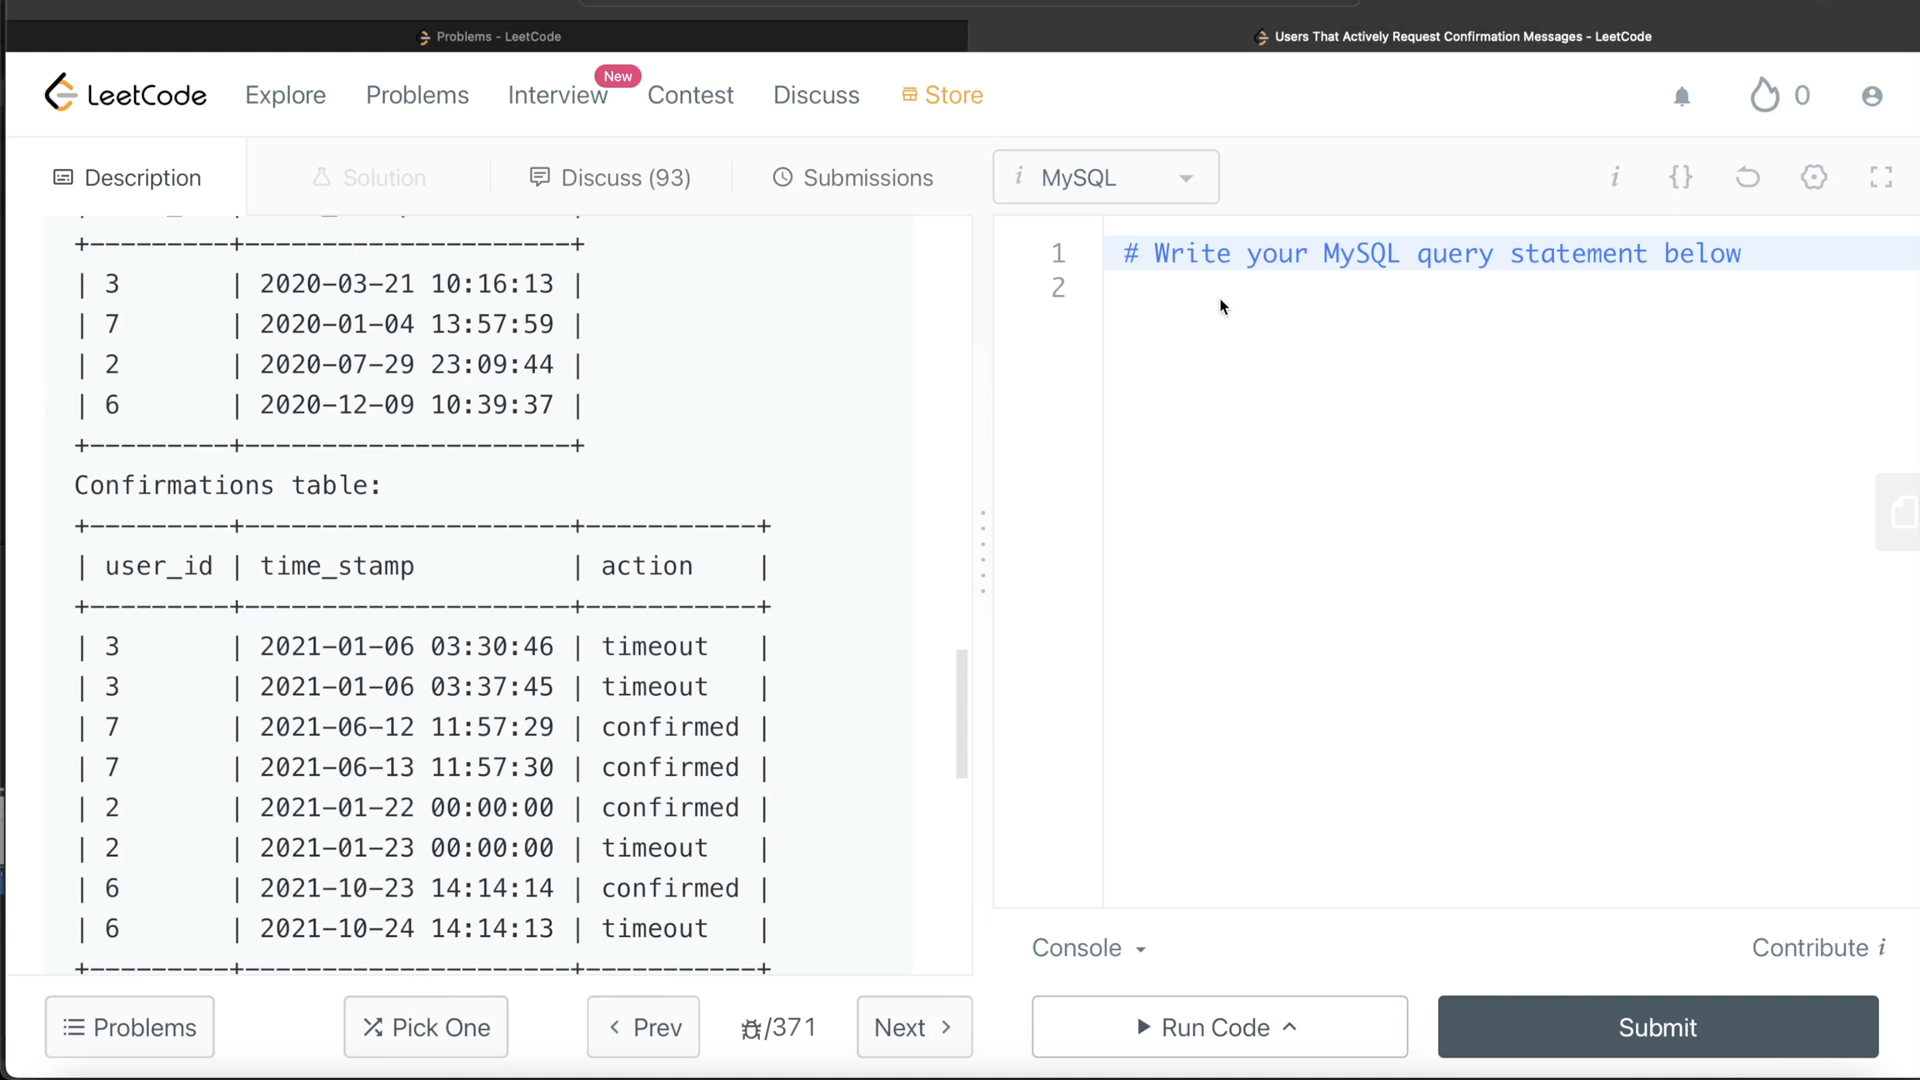 Problems - LeetCode
Users That Actively Request Confirmation Messages - LeetCode
LeetCode
Explore
Problems
Interview
New
Contest
Discuss
Store
0
Description
Solution
Discuss (93)
Submissions
i MySQL
i {}
+---------+---------------------+
| 3       | 2020-03-21 10:16:13 |
| 7       | 2020-01-04 13:57:59 |
| 2       | 2020-07-29 23:09:44 |
| 6       | 2020-12-09 10:39:37 |
+---------+---------------------+
Confirmations table:
+---------+---------------------+-----------+
| user_id | time_stamp          | action    |
+---------+---------------------+-----------+
| 3       | 2021-01-06 03:30:46 | timeout   |
| 3       | 2021-01-06 03:37:45 | timeout   |
| 7       | 2021-06-12 11:57:29 | confirmed |
| 7       | 2021-06-13 11:57:30 | confirmed |
| 2       | 2021-01-22 00:00:00 | confirmed |
| 2       | 2021-01-23 00:00:00 | timeout   |
| 6       | 2021-10-23 14:14:14 | confirmed |
| 6       | 2021-10-24 14:14:13 | timeout   |
+---------+---------------------+-----------+
1 # Write your MySQL query statement below
2
Console
Contribute i
Problems
Pick One
< Prev
/371
Next >
Run Code
Submit